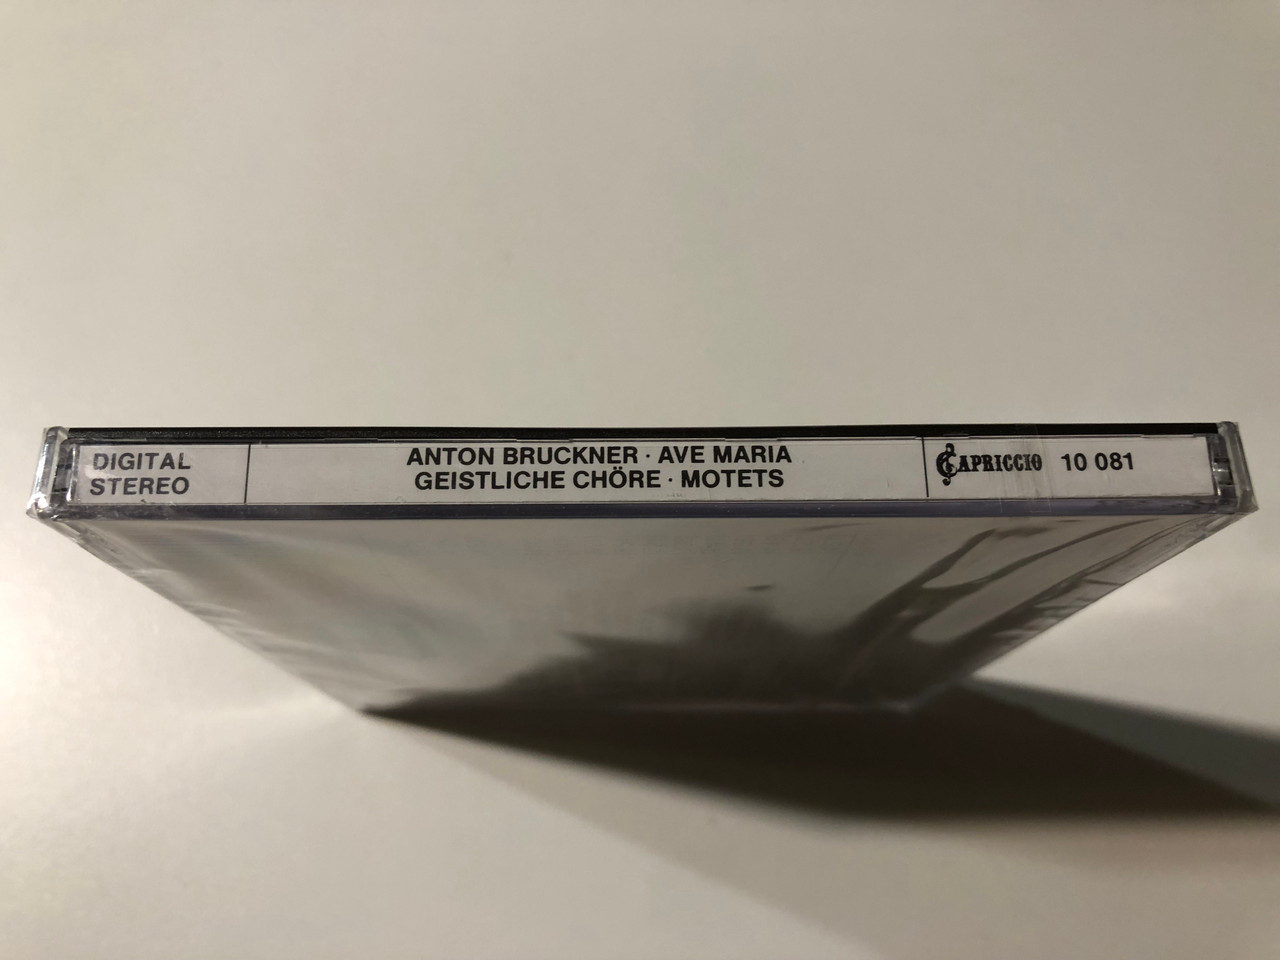 DIGITAL
STEREO
ANTON BRUCKNER · AVE MARIA
GEISTLICHE CHÖRE · MOTETS
CAPRICCIO 10 081